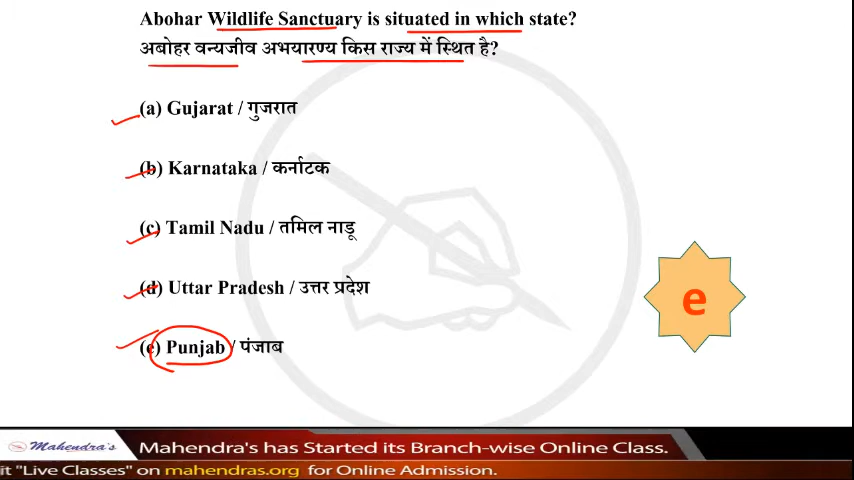 Abohar Wildlife Sanctuary is situated in which state?
अबोहर वन्यजीव अभयारण्य किस राज्य में स्थित है?
(a) Gujarat / गुजरात
(b) Karnataka / कर्नाटक
(c) Tamil Nadu / तमिल नाडू
(d) Uttar Pradesh / उत्तर प्रदेश
(e) Punjab / पंजाब
e
Mahendra's
Mahendra's has Started its Branch-wise Online Class.
it "Live Classes" on mahendras.org for Online Admission.